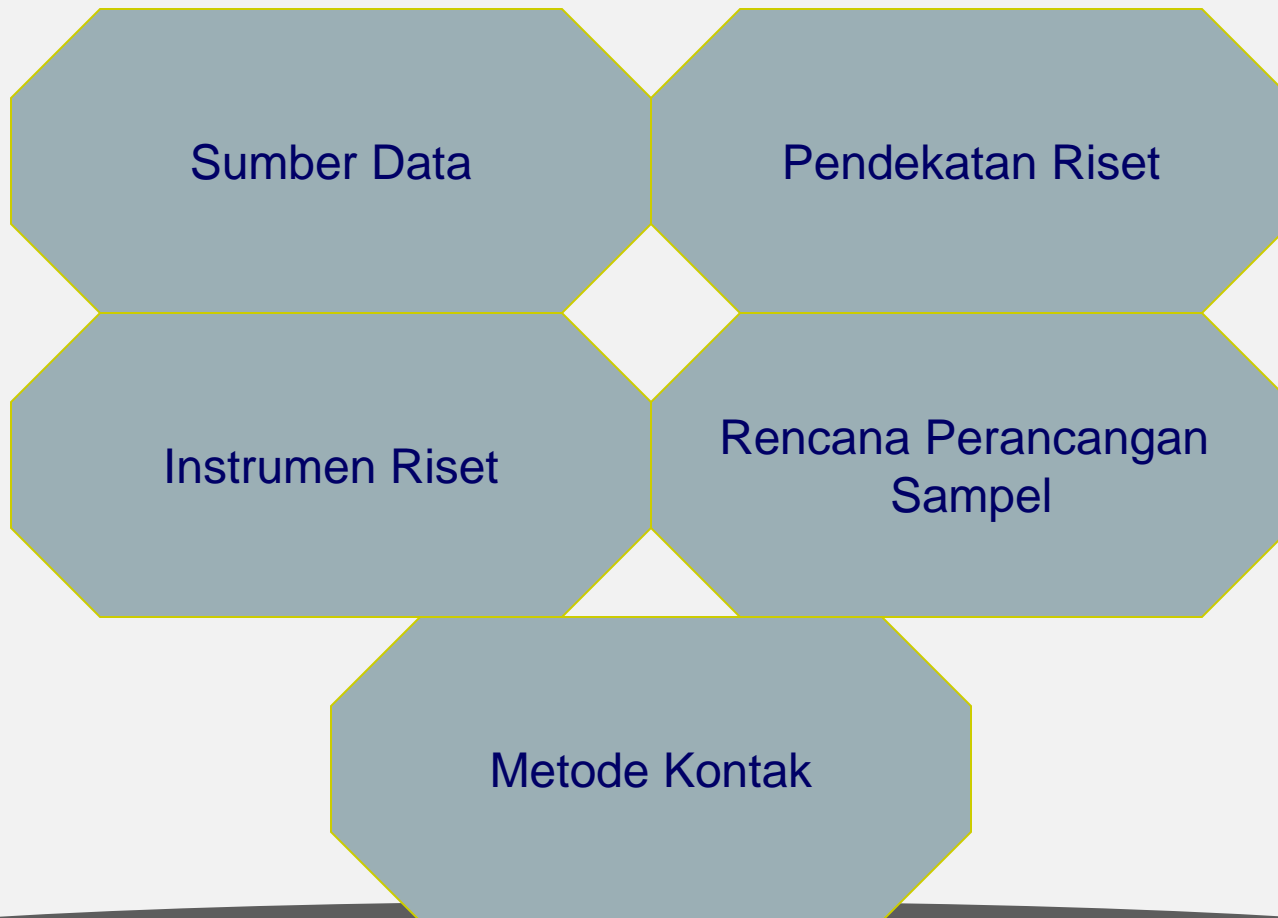 Sumber Data
Pendekatan Riset
Instrumen Riset
Rencana Perancangan
Sampel
Metode Kontak